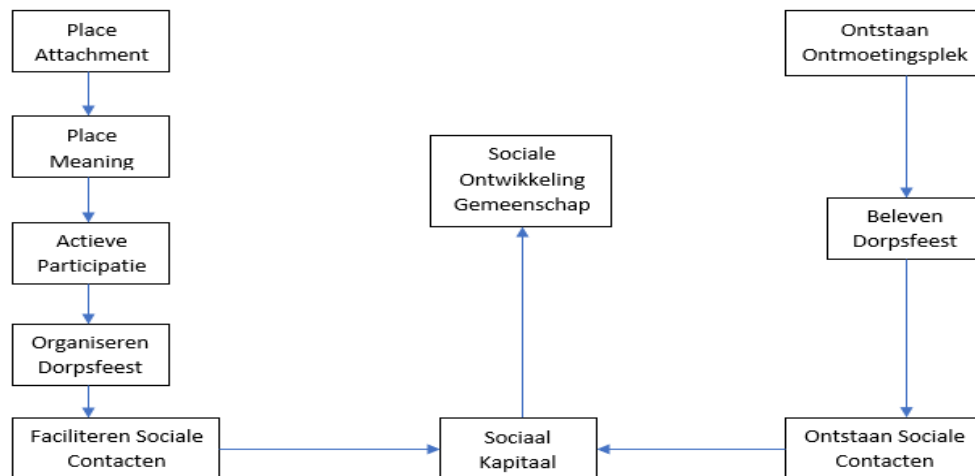 Place
Attachment
Place
Meaning
Actieve
Participatie
Organiseren
Dorpsfeest
Faciliteren Sociale
Contacten
Sociale
Ontwikkeling
Gemeenschap
Sociaal
Kapitaal
Ontstaan
Ontmoetingsplek
Beleven
Dorpsfeest
Ontstaan Sociale
Contacten